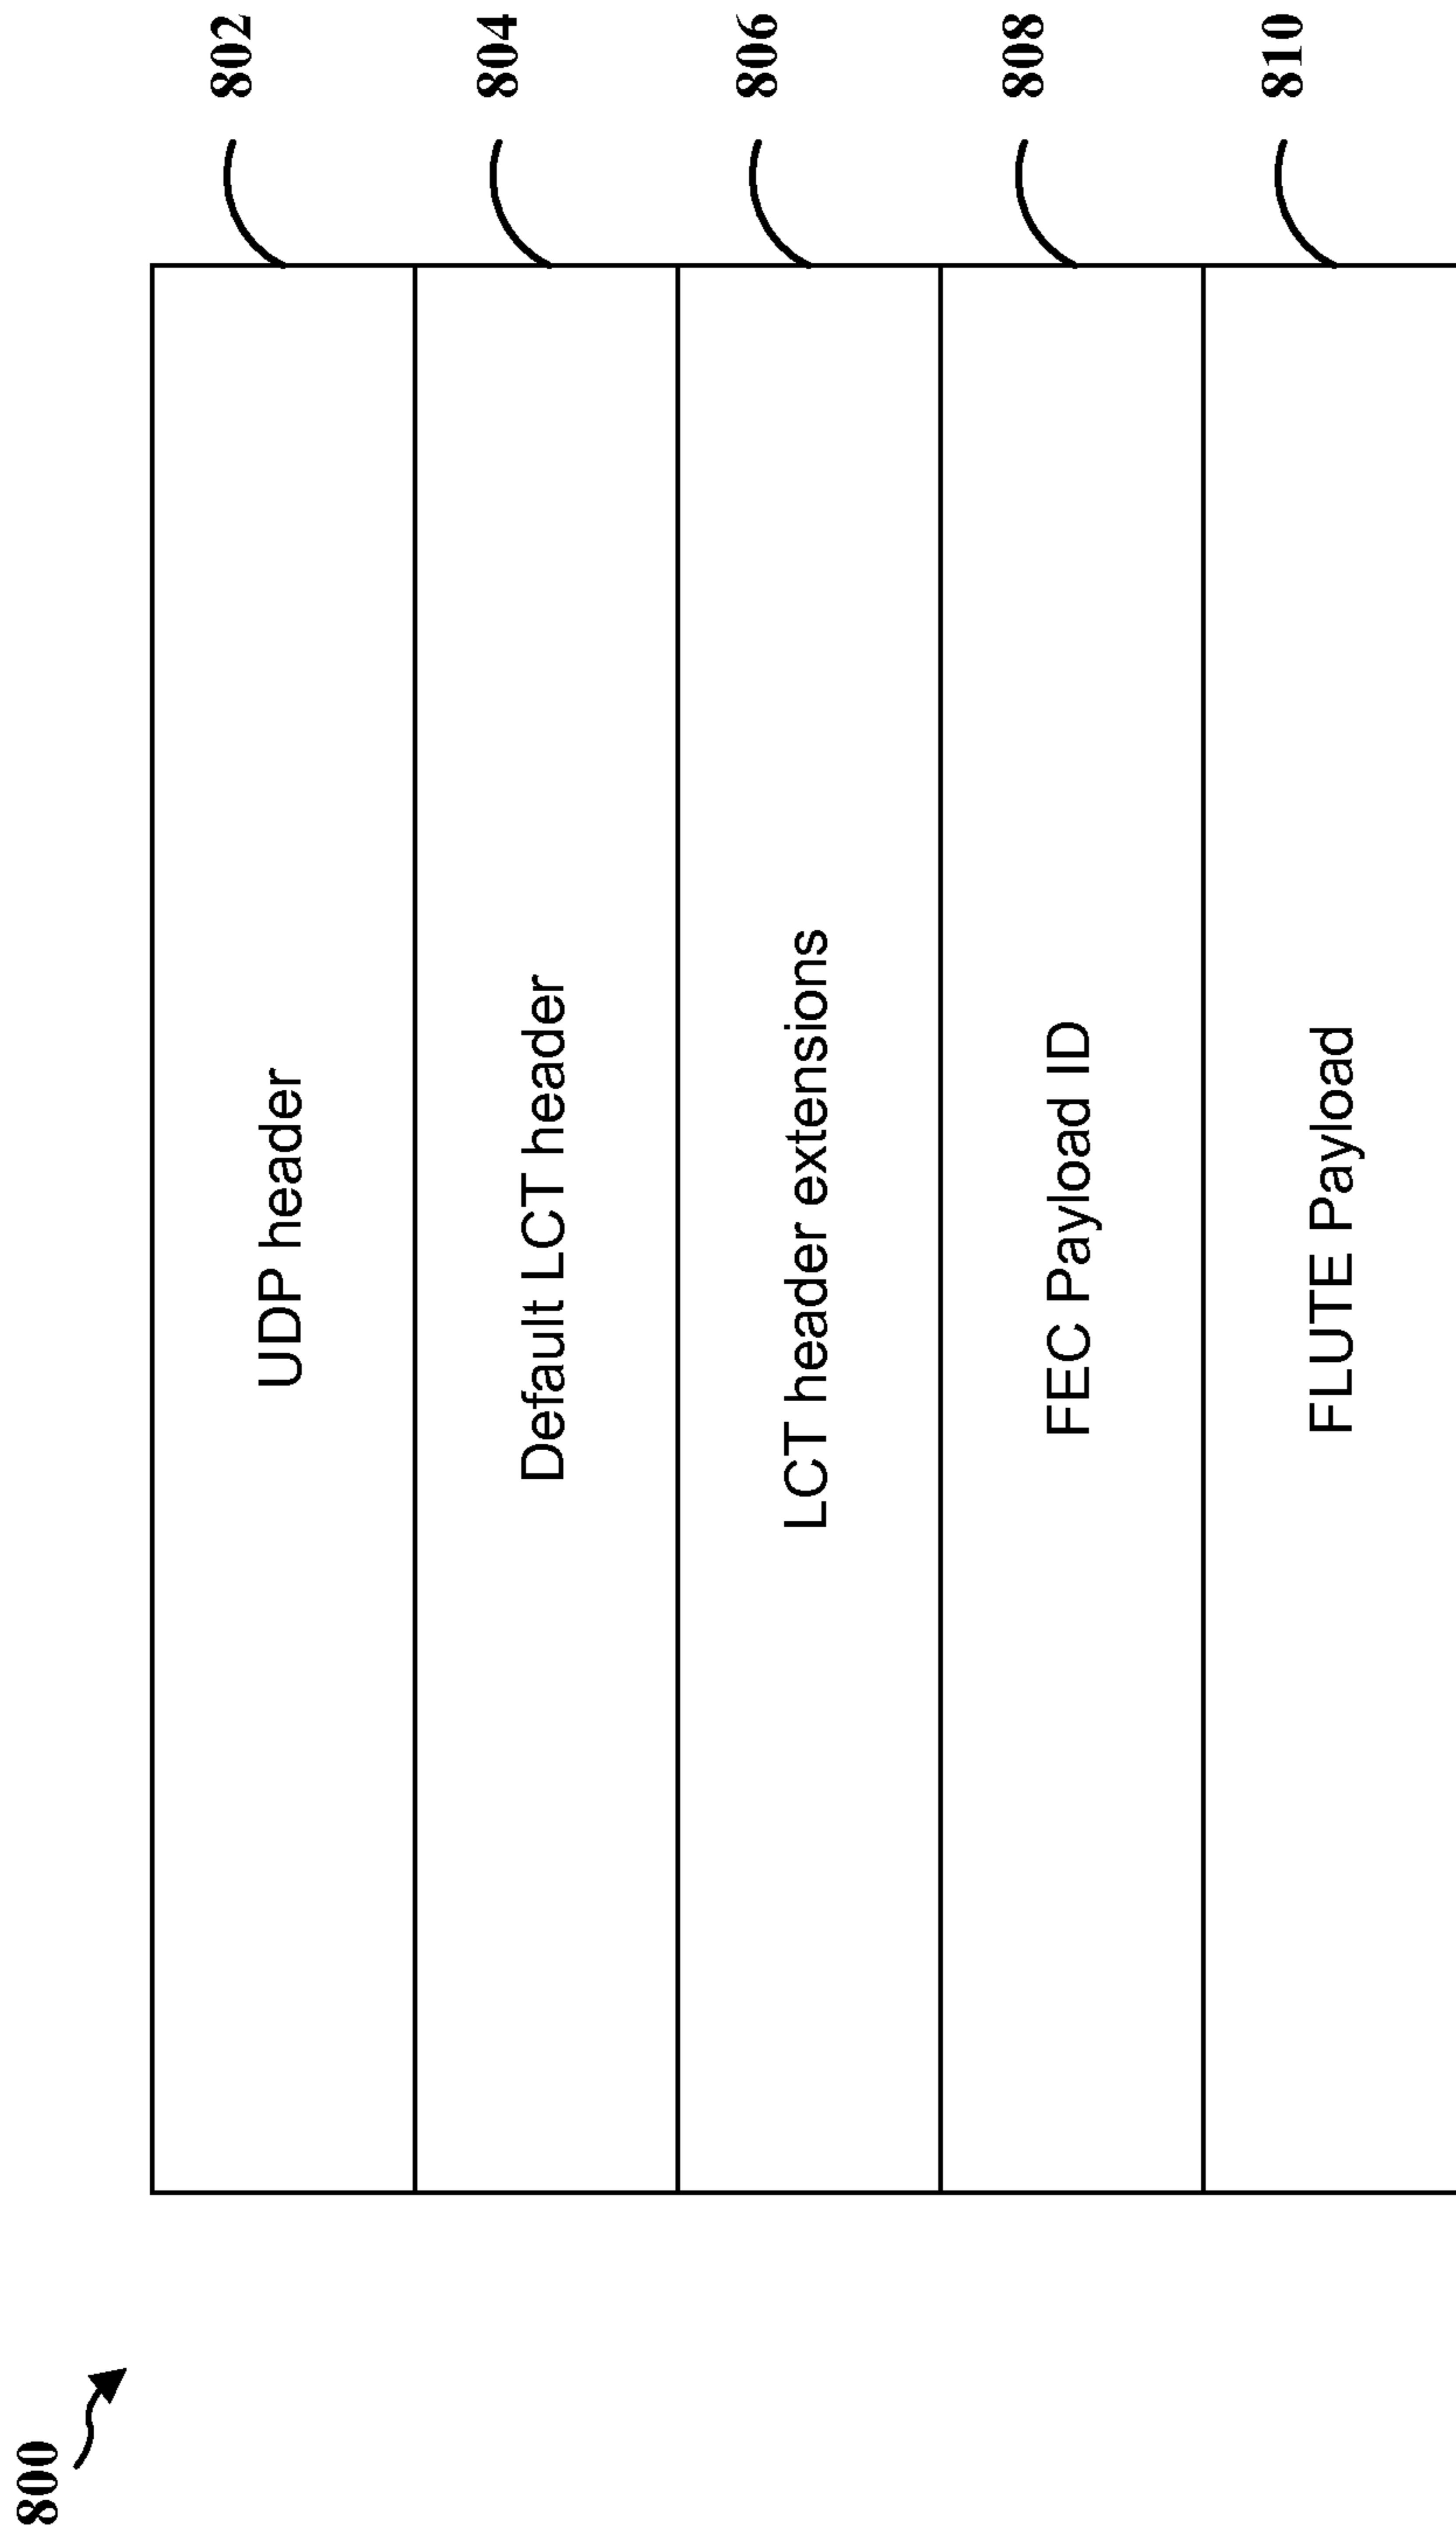 800
UDP header
802
Default LCT header
804
LCT header extensions
806
FEC Payload ID
808
FLUTE Payload
810